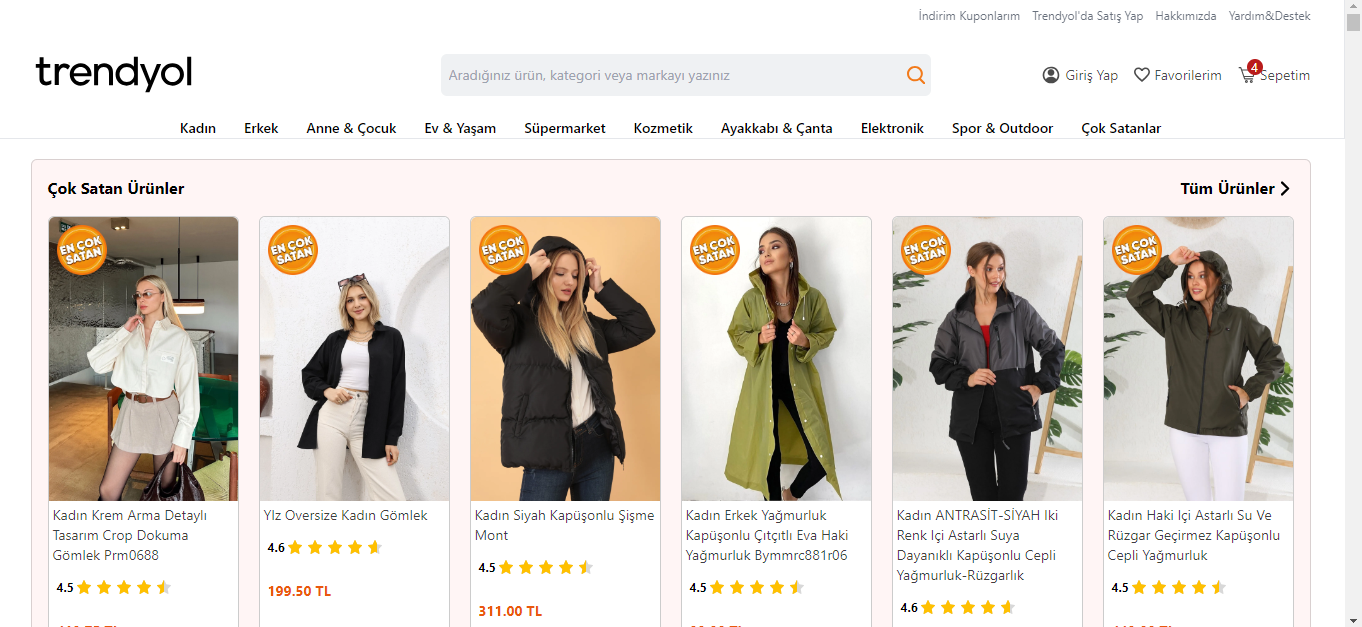 İndirim Kuponlarım Trendyol'da Satış Yap Hakkımızda Yardım&Destek
trendyol
Aradığınız ürün, kategori veya markayı yazınız
Giriş Yap Favorilerim 4 Sepetim
Kadın Erkek Anne & Çocuk Ev & Yaşam Süpermarket Kozmetik Ayakkabı & Çanta Elektronik Spor & Outdoor Çok Satanlar
Çok Satan Ürünler
Tüm Ürünler
EN ÇOK
SATAN
Kadın Krem Arma Detaylı
Tasarım Crop Dokuma
Gömlek Prm0688
4.5
EN ÇOK
SATAN
Ylz Oversize Kadın Gömlek
4.6
199.50 TL
EN ÇOK
SATAN
Kadın Siyah Kapüşonlu Şişme
Mont
4.5
311.00 TL
EN ÇOK
SATAN
Kadın Erkek Yağmurluk
Kapüşonlu Çıtçıtlı Eva Haki
Yağmurluk Bymmrc881r06
4.5
EN ÇOK
SATAN
Kadın ANTRASİT-SİYAH Iki
Renk Içi Astarlı Suya
Dayanıklı Kapüşonlu Cepli
Yağmurluk-Rüzgarlık
4.6
EN ÇOK
SATAN
Kadın Haki Içi Astarlı Su Ve
Rüzgar Geçirmez Kapüşonlu
Cepli Yağmurluk
4.5